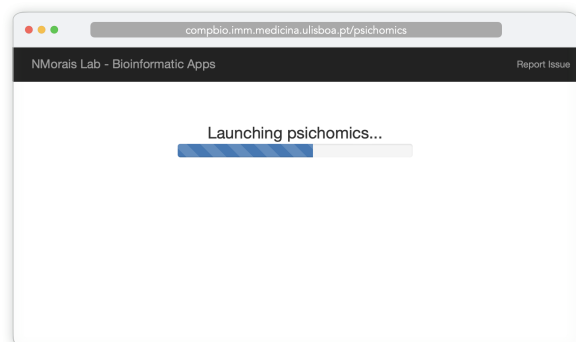 compbio.imm.medicina.ulisboa.pt/psichomics
NMorais Lab - Bioinformatic Apps
Report Issue
Launching psichomics...